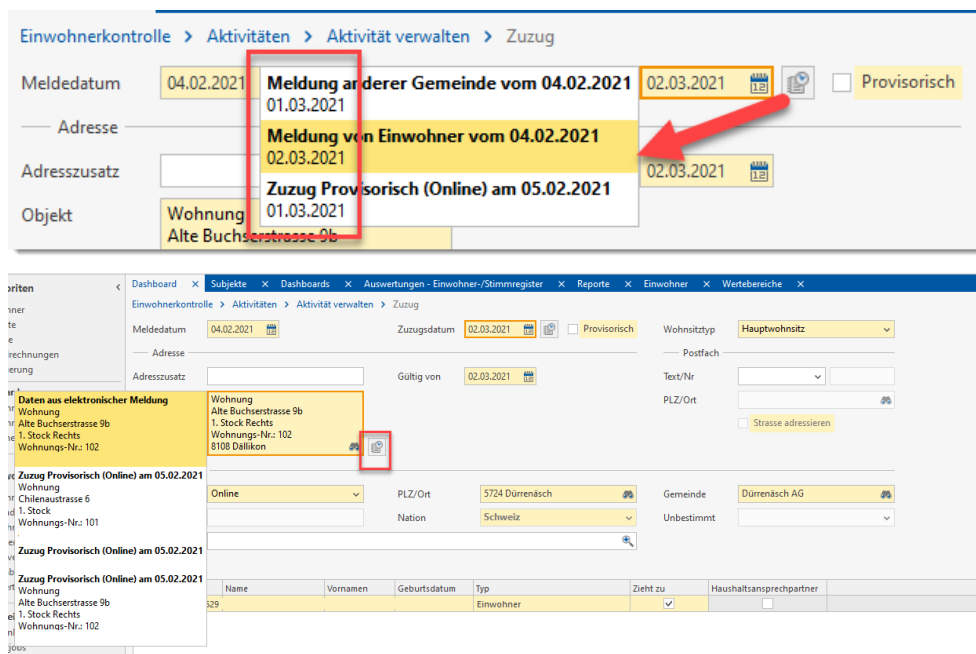 Einwohnerkontrolle > Aktivitäten > Aktivität verwalten > Zuzug
Meldedatum 04.02.2021 Meldung anderer Gemeinde vom 04.02.2021 02.03.2021 Provisorisch
01.03.2021
Adresse
Meldung von Einwohner vom 04.02.2021
02.03.2021
Adresszusatz 02.03.2021
Zuzug Provisorisch (Online) am 05.02.2021
01.03.2021
Objekt Wohnung
Alte Buchserstrasse 9b
Dashboard × Subjekte × Dashboards × Auswertungen - Einwohner-/Stimmregister × Reporte × Einwohner × Wertebereiche ×
Einwohnerkontrolle > Aktivitäten > Aktivität verwalten > Zuzug
Meldedatum 04.02.2021 Zuzugsdatum 02.03.2021 Provisorisch Wohnsitztyp Hauptwohnsitz
Adresse Postfach
Adresszusatz Gültig von 02.03.2021 Text/Nr
PLZ/Ort
Strasse adressieren
Daten aus elektronischer Meldung
Wohnung
Alte Buchserstrasse 9b
1. Stock Rechts
Wohnungs-Nr.: 102
Wohnung
Alte Buchserstrasse 9b
1. Stock Rechts
Wohnungs-Nr.: 102
8108 Dällikon
Zuzug Provisorisch (Online) am 05.02.2021
Wohnung
Chilenaustrasse 6
1. Stock
Wohnungs-Nr.: 101
Online PLZ/Ort 5724 Dürrenäsch Gemeinde Dürrenäsch AG
Nation Schweiz Unbestimmt
Zuzug Provisorisch (Online) am 05.02.2021
Zuzug Provisorisch (Online) am 05.02.2021
Wohnung
Alte Buchserstrasse 9b
1. Stock Rechts
Wohnungs-Nr.: 102
Name Vornamen Geburtsdatum Typ Zieht zu Haushaltsansprechpartner
529 Einwohner